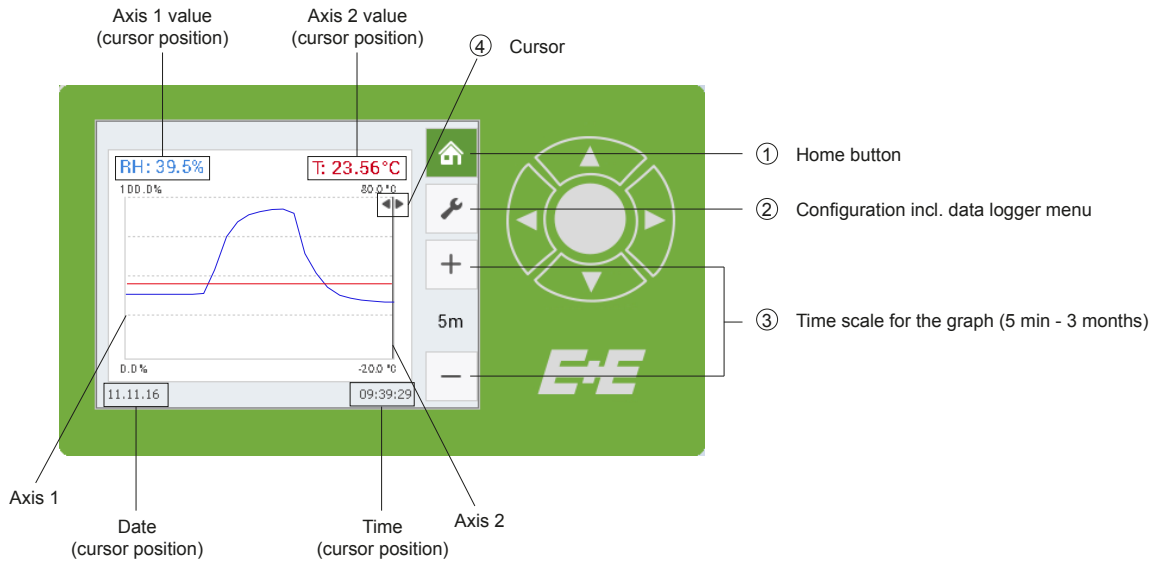 Axis 1 value
(cursor position)
Axis 2 value
(cursor position)
④ Cursor
RH: 39.5%
T: 23.56°C
100.0%
80.0 °C
① Home button
② Configuration incl. data logger menu
5m
③ Time scale for the graph (5 min - 3 months)
0.0%
-20.0 °C
E+E
11.11.16
09:39:29
Axis 1
Date
(cursor position)
Time
(cursor position)
Axis 2